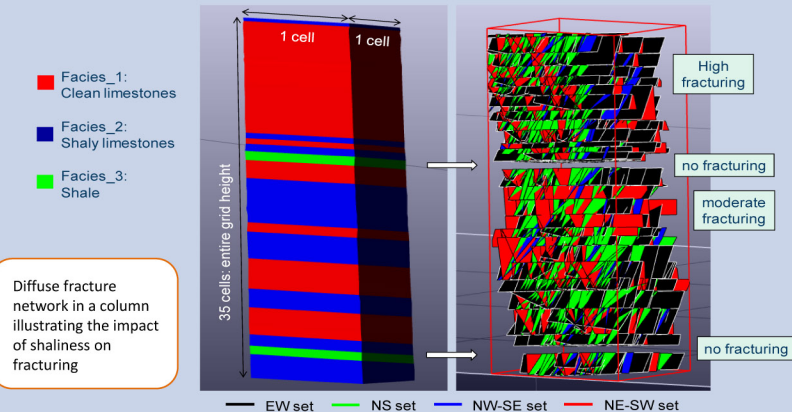 Facies_1:
Clean limestones
Facies_2:
Shaly limestones
Facies_3:
Shale
Diffuse fracture
network in a column
illustrating the impact
of shaliness on
fracturing
1 cell
1 cell
35 cells: entire grid height
High
fracturing
no fracturing
moderate
fracturing
no fracturing
EW set
NS set
NW-SE set
NE-SW set